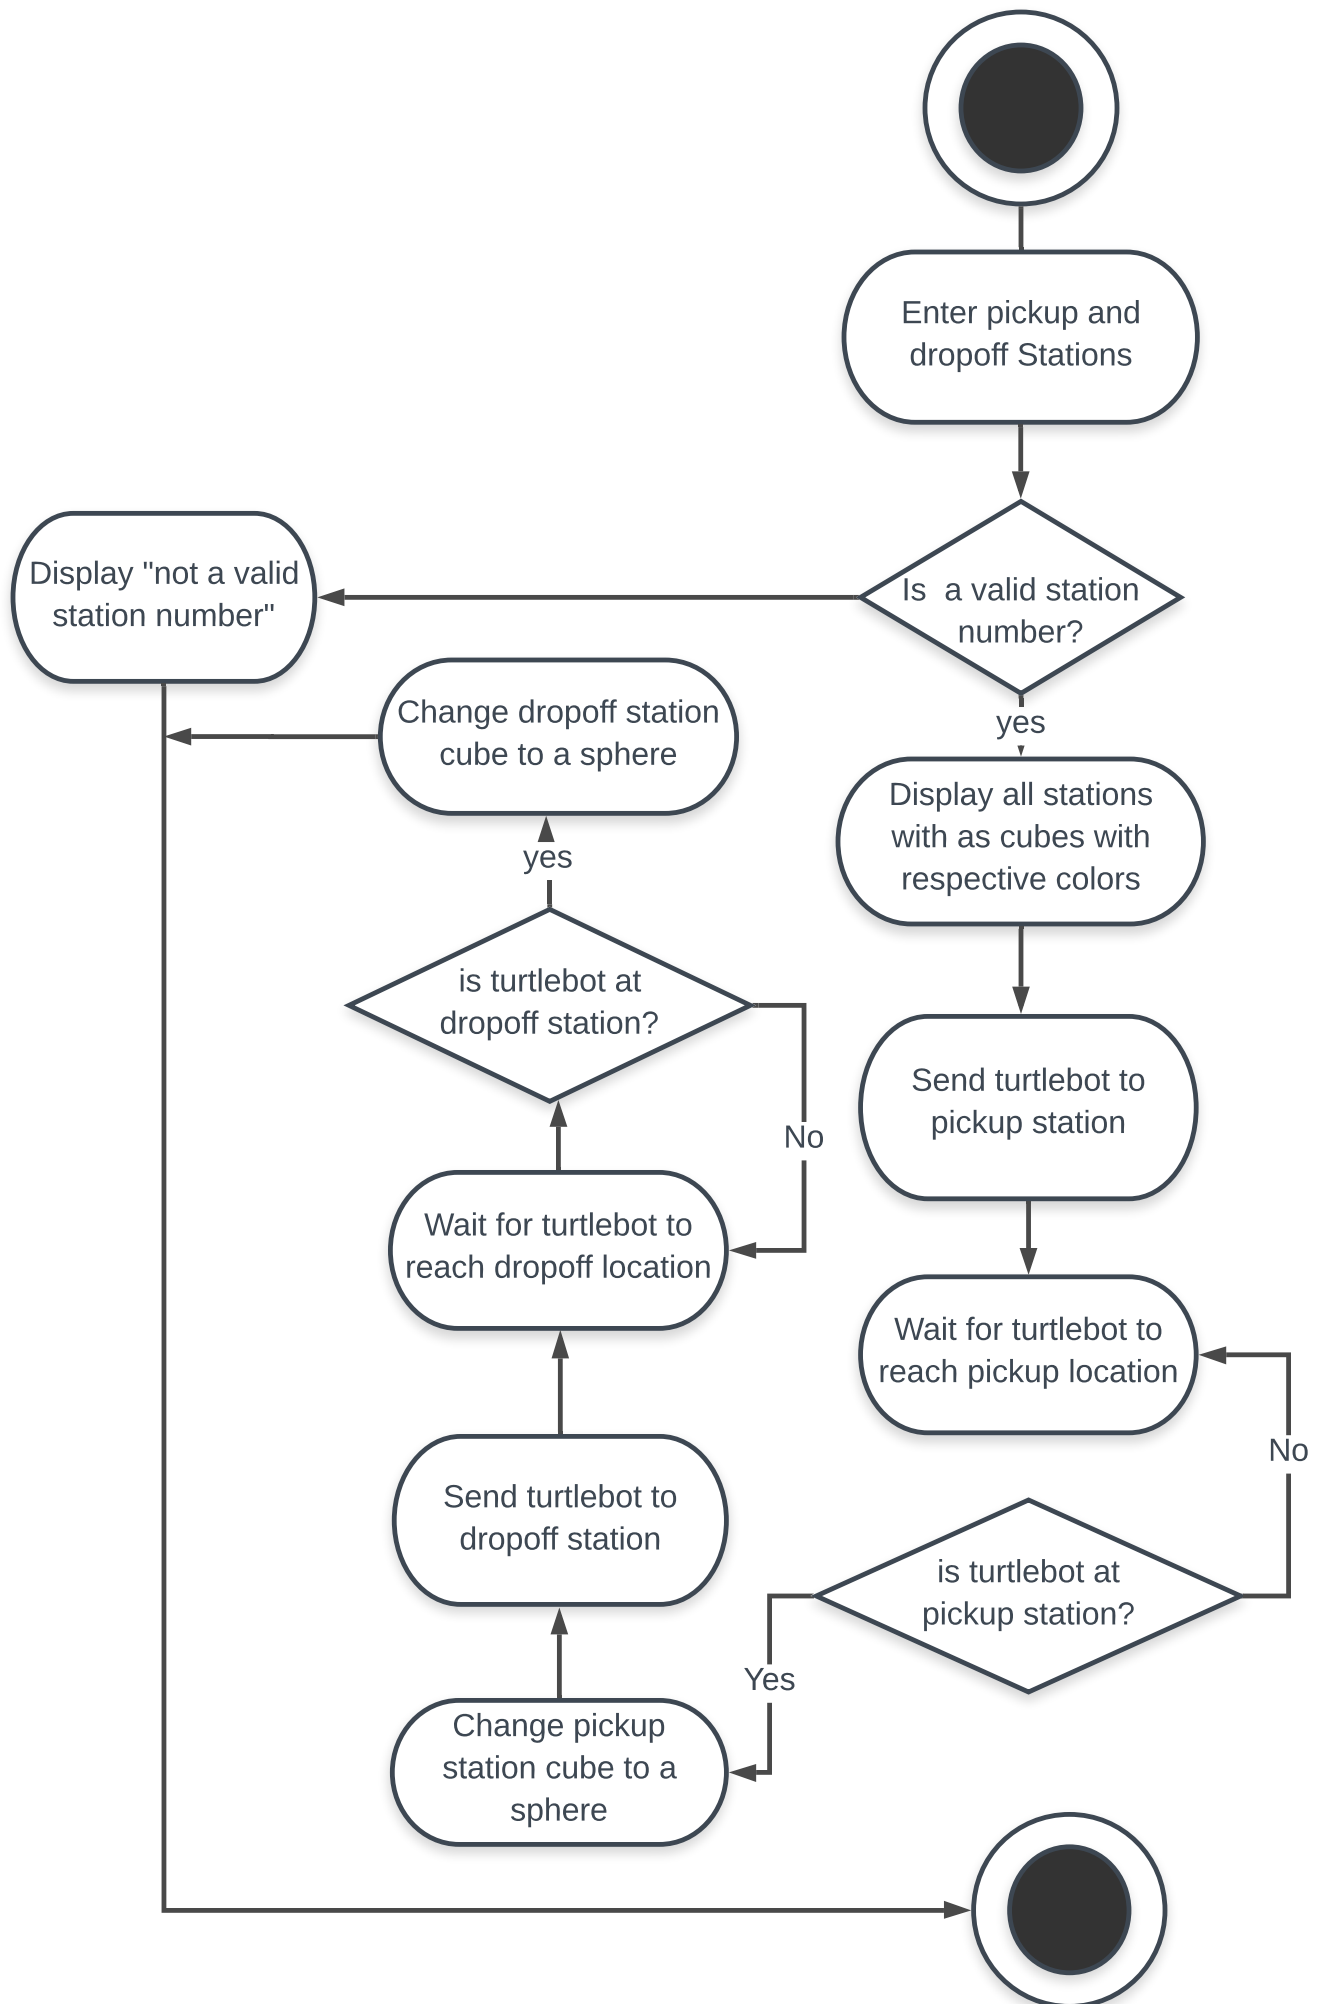 Enter pickup and
dropoff Stations
Is  a valid station
number?
Display "not a valid
station number"
yes
Display all stations
with as cubes with
respective colors
Send turtlebot to
pickup station
Wait for turtlebot to
reach pickup location
No
is turtlebot at
pickup station?
Yes
Change pickup
station cube to a
sphere
Send turtlebot to
dropoff station
Wait for turtlebot to
reach dropoff location
No
is turtlebot at
dropoff station?
yes
Change dropoff station
cube to a sphere